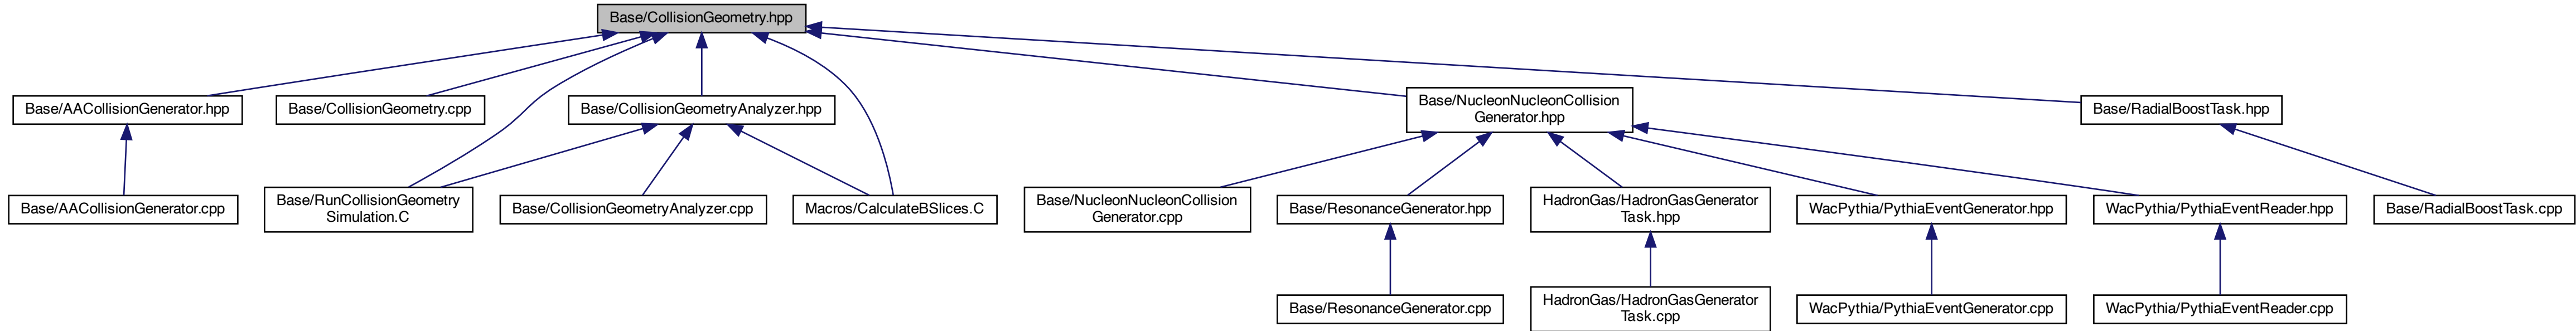 Base/CollisionGeometry.hpp
Base/AACollisionGenerator.hpp
Base/CollisionGeometry.cpp
Base/CollisionGeometryAnalyzer.hpp
Base/NucleonNucleonCollision
Generator.hpp
Base/RadialBoostTask.hpp
Base/AACollisionGenerator.cpp
Base/RunCollisionGeometry
Simulation.C
Base/CollisionGeometryAnalyzer.cpp
Macros/CalculateBSlices.C
Base/NucleonNucleonCollision
Generator.cpp
Base/ResonanceGenerator.hpp
HadronGas/HadronGasGenerator
Task.hpp
WacPythia/PythiaEventGenerator.hpp
WacPythia/PythiaEventReader.hpp
Base/RadialBoostTask.cpp
Base/ResonanceGenerator.cpp
HadronGas/HadronGasGenerator
Task.cpp
WacPythia/PythiaEventGenerator.cpp
WacPythia/PythiaEventReader.cpp